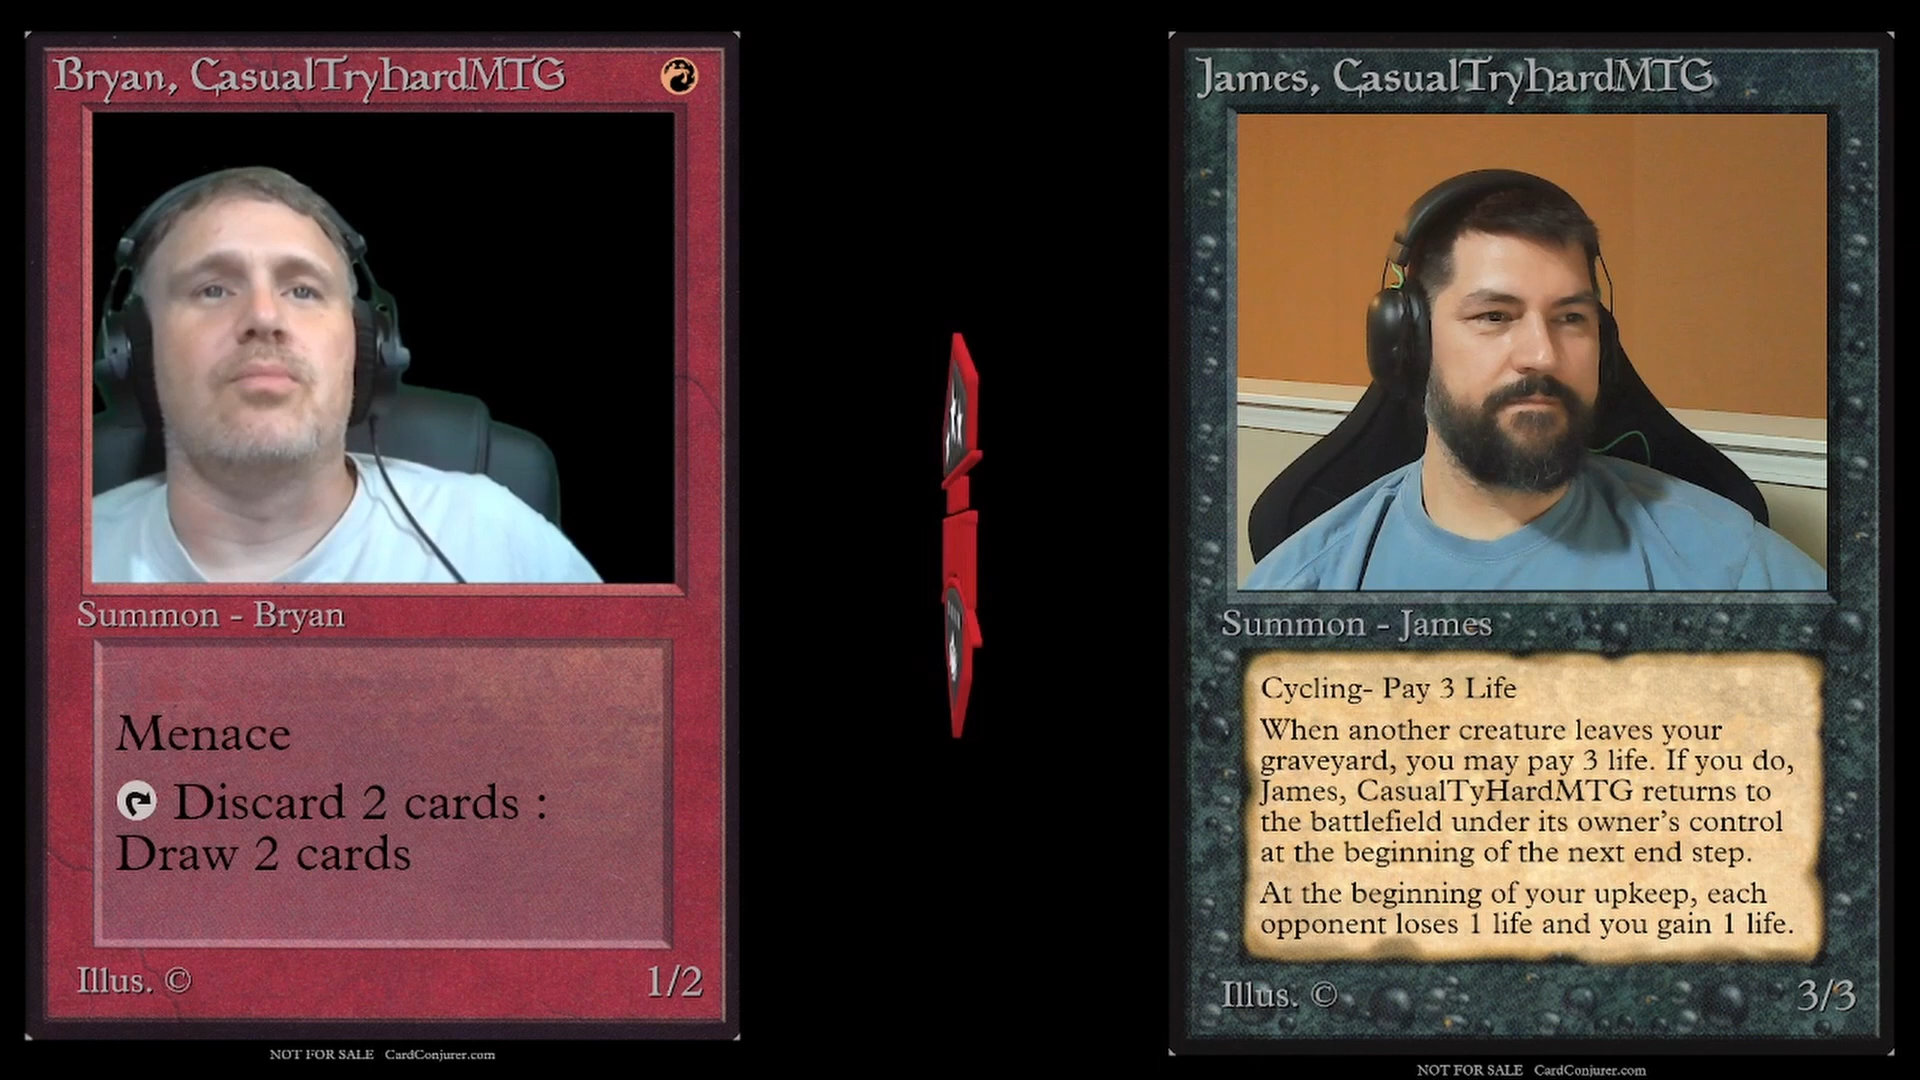 Bryan, CasualTryhardMTG
Summon - Bryan
Menace
Discard 2 cards :
Draw 2 cards
Illus. ©
1/2
NOT FOR SALE CardConjurer.com
James, CasualTryhardMTG
Summon - James
Cycling- Pay 3 Life
When another creature leaves your
graveyard, you may pay 3 life. If you do,
James, CasualTyHardMTG returns to
the battlefield under its owner's control
at the beginning of the next end step.
At the beginning of your upkeep, each
opponent loses 1 life and you gain 1 life.
Illus. ©
3/3
NOT FOR SALE CardConjurer.com